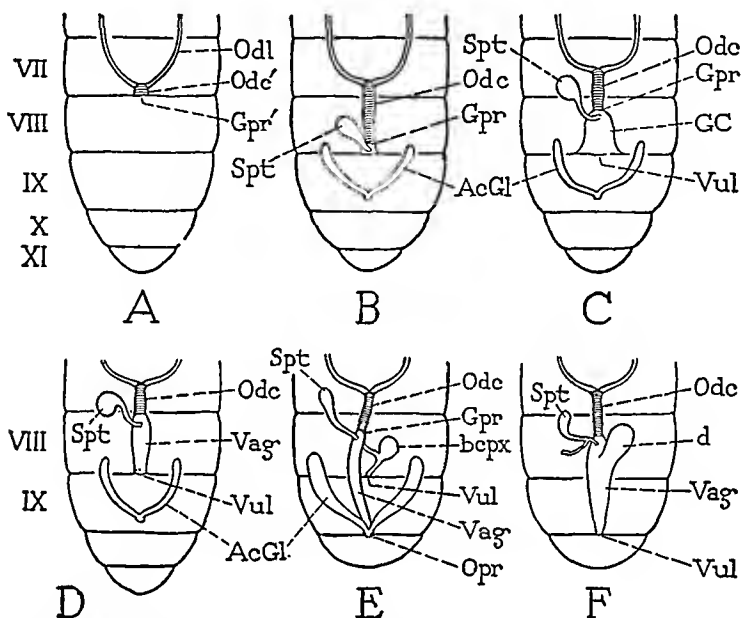 VII
VIII
IX
X
XI
Odl
Odc′
Gpr′
A
Odc
Gpr
Spt
AcGl
B
Spt
Odc
Gpr
GC
Vul
C
VIII
IX
Spt
Odc
Vag
Vul
AcGl
D
Spt
Odc
Gpr
bcpx
Vul
Vag
Opr
E
Spt
Odc
d
Vag
Vul
F